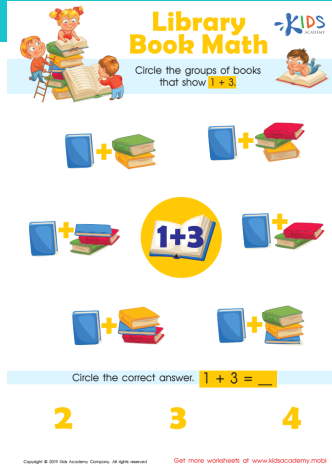 Library
Book Math
KIDS
ACADEMY
Circle the groups of books
that show 1 + 3.
+
+
+
1+3
+
+
+
Circle the correct answer. 1 + 3 = __
2 3 4
Copyright © 2019 Kids Academy Company. All rights reserved
Get more worksheets at www.kidsacademy.mobi